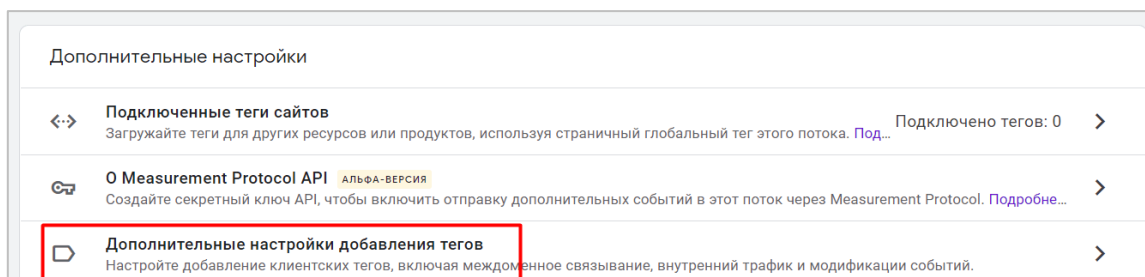 Дополнительные настройки
Подключенные теги сайтов
Загружайте теги для других ресурсов или продуктов, используя страничный глобальный тег этого потока. Под... Подключено тегов: 0
О Measurement Protocol API АЛЬФА-ВЕРСИЯ
Создайте секретный ключ API, чтобы включить отправку дополнительных событий в этот поток через Measurement Protocol. Подробне...
Дополнительные настройки добавления тегов
Настройте добавление клиентских тегов, включая междоменное связывание, внутренний трафик и модификации событий.